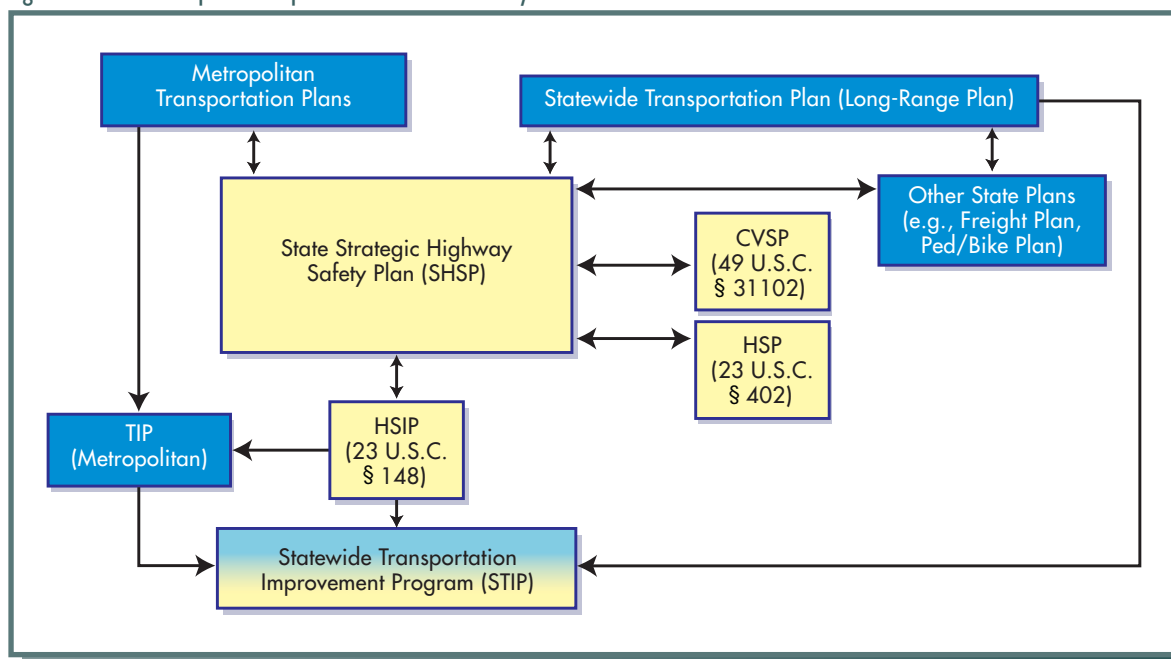 Metropolitan
Transportation Plans
Statewide Transportation Plan (Long-Range Plan)
State Strategic Highway
Safety Plan (SHSP)
Other State Plans
(e.g., Freight Plan,
Ped/Bike Plan)
CVSP
(49 U.S.C.
§ 31102)
HSP
(23 U.S.C.
§ 402)
TIP
(Metropolitan)
HSIP
(23 U.S.C.
§ 148)
Statewide Transportation
Improvement Program (STIP)